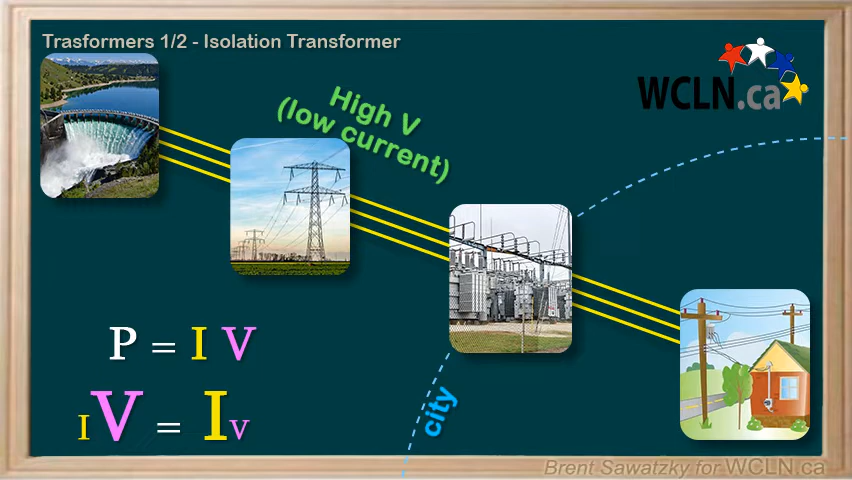 Trasformers 1/2 - Isolation Transformer
WCLN.ca
High V
(low current)
P = I V
I V = I V
city
Brent Sawatzky for WCLN.ca